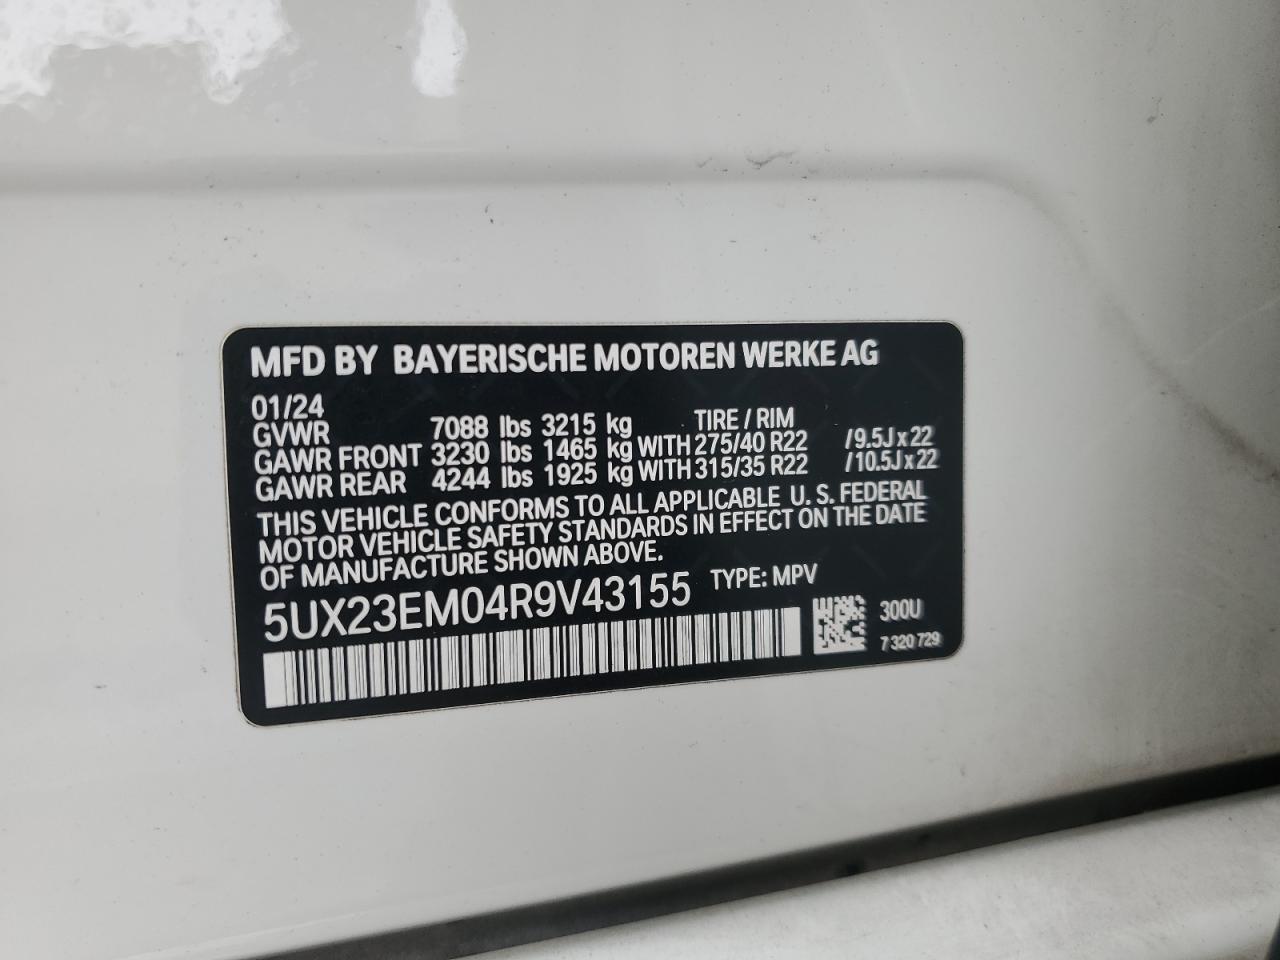 MFD BY BAYERISCHE MOTOREN WERKE AG
01/24
GVWR 7088 lbs 3215 kg TIRE / RIM
GAWR FRONT 3230 lbs 1465 kg WITH 275/40 R22 /9.5J x 22
GAWR REAR 4244 lbs 1925 kg WITH 315/35 R22 /10.5J x 22
THIS VEHICLE CONFORMS TO ALL APPLICABLE U. S. FEDERAL
MOTOR VEHICLE SAFETY STANDARDS IN EFFECT ON THE DATE
OF MANUFACTURE SHOWN ABOVE.
5UX23EM04R9V43155 TYPE: MPV
300U
7 320 729